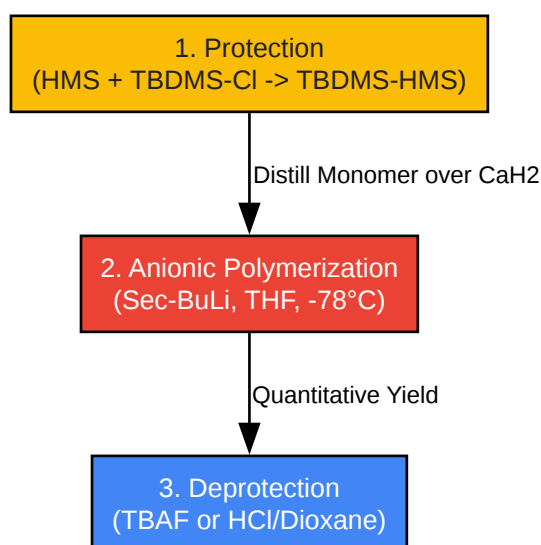 1. Protection
(HMS + TBDMS-Cl -> TBDMS-HMS)
Distill Monomer over CaH2
2. Anionic Polymerization
(Sec-BuLi, THF, -78°C)
Quantitative Yield
3. Deprotection
(TBAF or HCl/Dioxane)